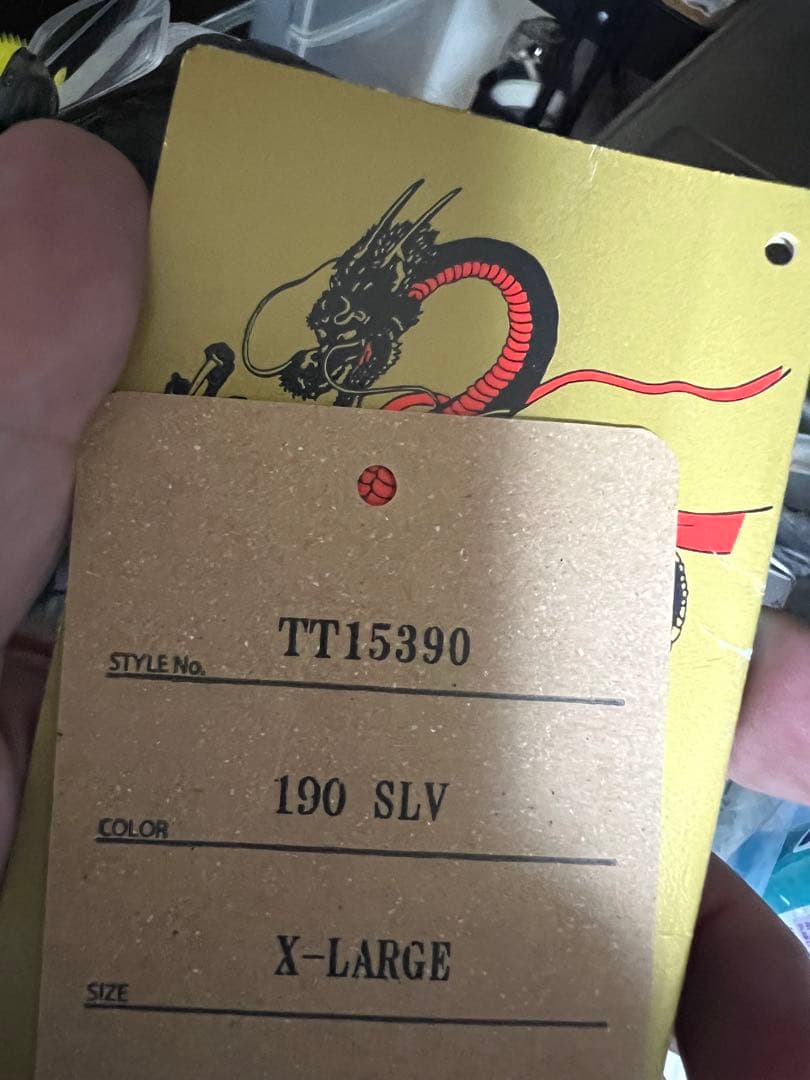 TT15390
STYLE No.
190 SLV
COLOR
X-LARGE
SIZE